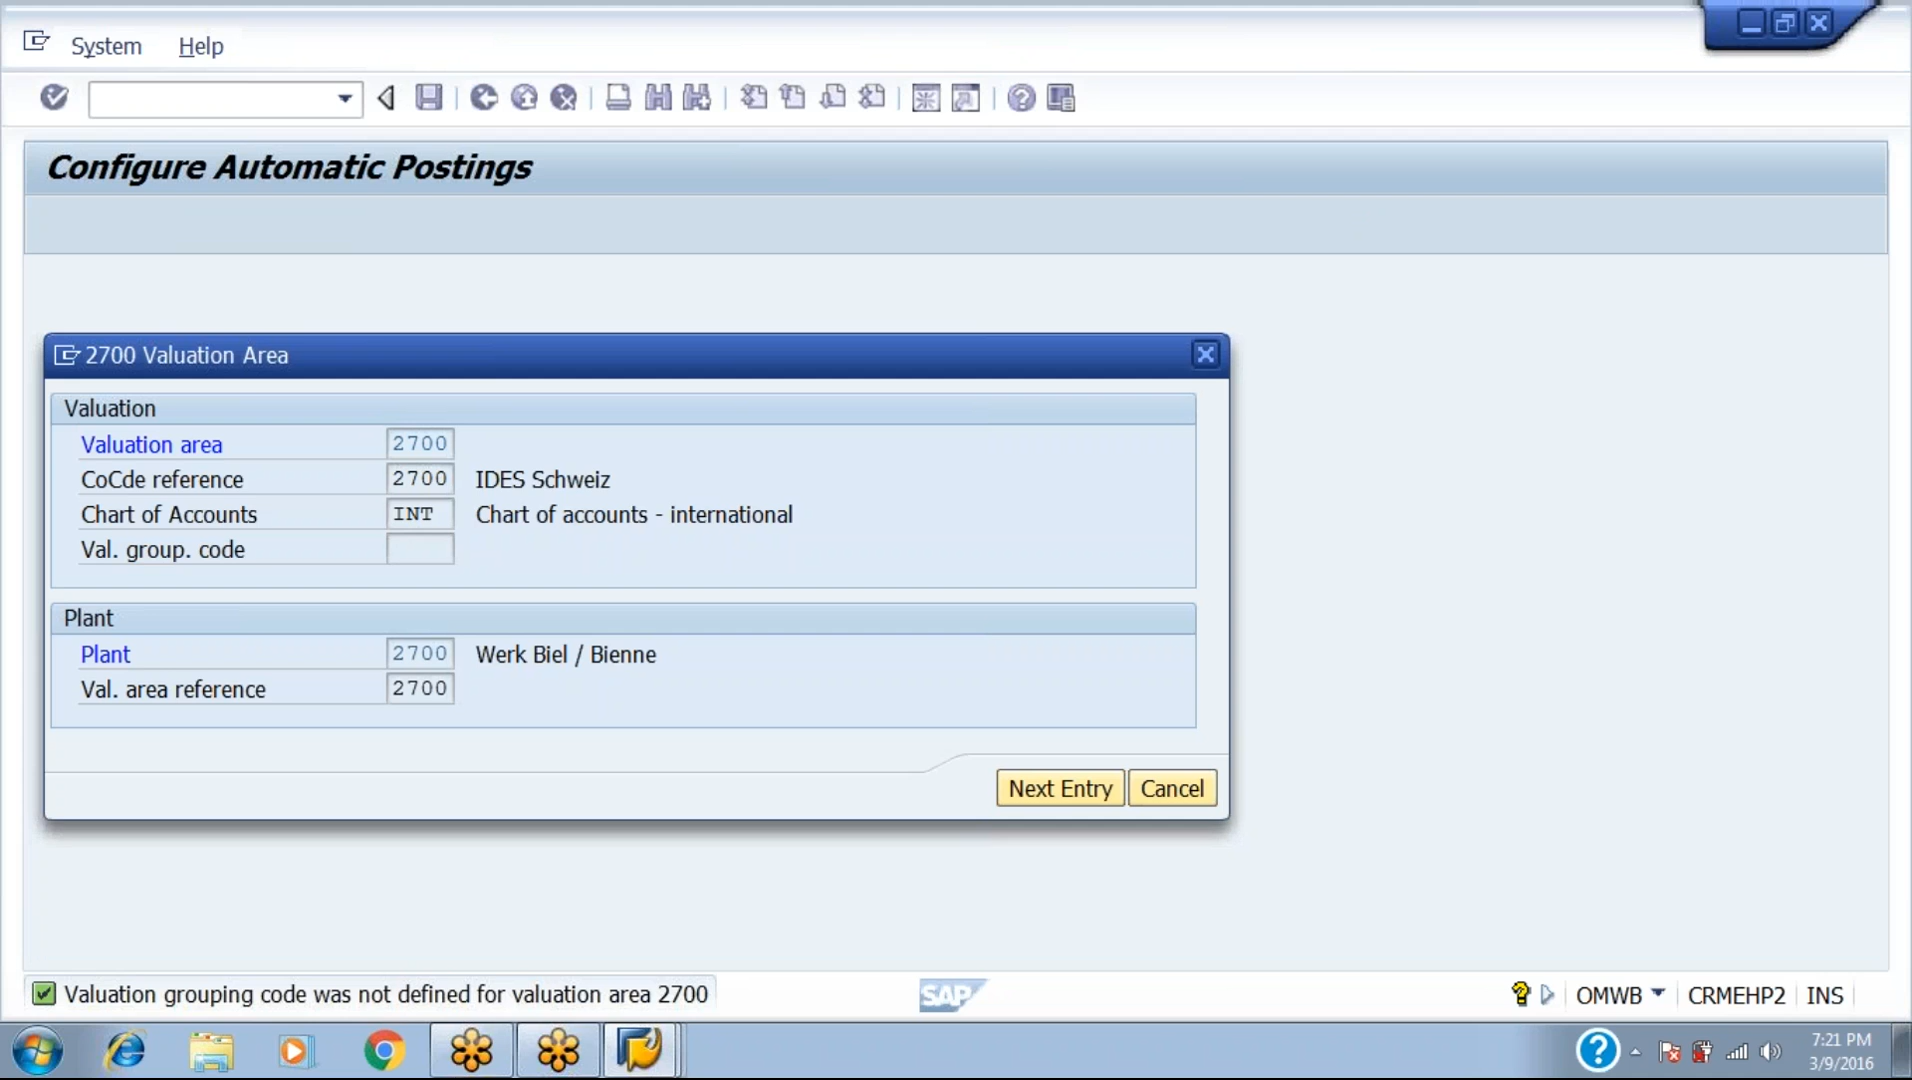 System Help
Configure Automatic Postings
2700 Valuation Area
Valuation
Valuation area 2700
CoCde reference 2700 IDES Schweiz
Chart of Accounts INT Chart of accounts - international
Val. group. code
Plant
Plant 2700 Werk Biel / Bienne
Val. area reference 2700
Next Entry Cancel
Valuation grouping code was not defined for valuation area 2700
SAP
OMWB CRMEHP2 INS
7:21 PM
3/9/2016